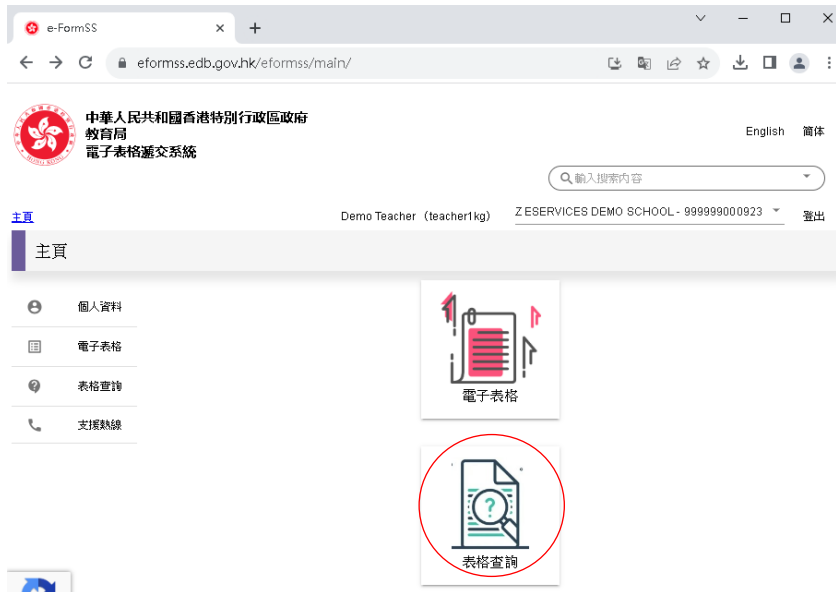 e-FormSS
eformss.edb.gov.hk/eformss/main/
中華人民共和國香港特別行政區政府
教育局
電子表格遞交系統
English 简体
輸入搜索內容
主頁 Demo Teacher (teacher1kg) Z ESERVICES DEMO SCHOOL - 999999000923 登出
主頁
個人資料
電子表格
表格查詢
支援熱線
電子表格
?
表格查詢